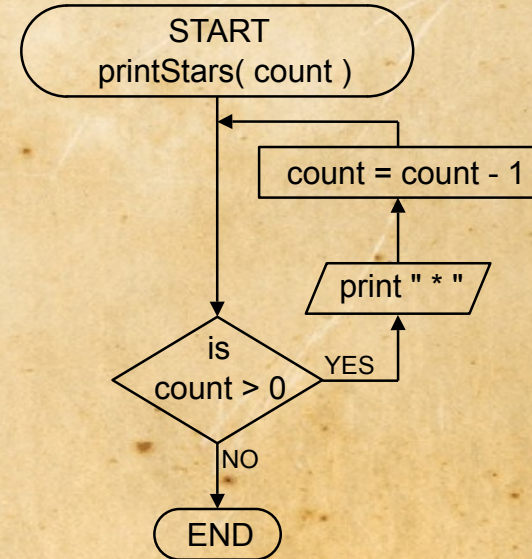 START
printStars( count )
count = count - 1
print " * "
is
count > 0
YES
NO
END